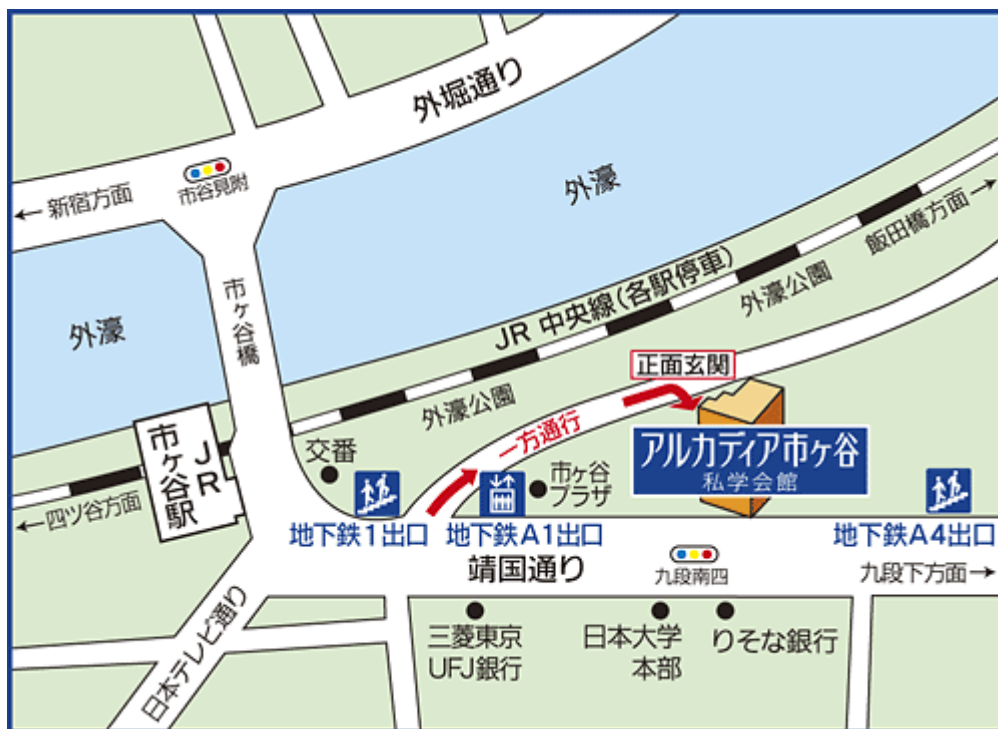 外堀通り
市谷見附
← 新宿方面
外濠
飯田橋方面 →
市ヶ谷橋
外濠
JR 中央線(各駅停車)
外濠公園
正面玄関
外濠公園
一方通行
JR
市ヶ谷駅
交番
市ヶ谷
プラザ
アルカディア市ヶ谷
私学会館
← 四ツ谷方面
地下鉄1出口
地下鉄A1出口
地下鉄A4出口
靖国通り
九段南四
九段下方面 →
日本テレビ通り
三菱東京
UFJ銀行
日本大学
本部
りそな銀行